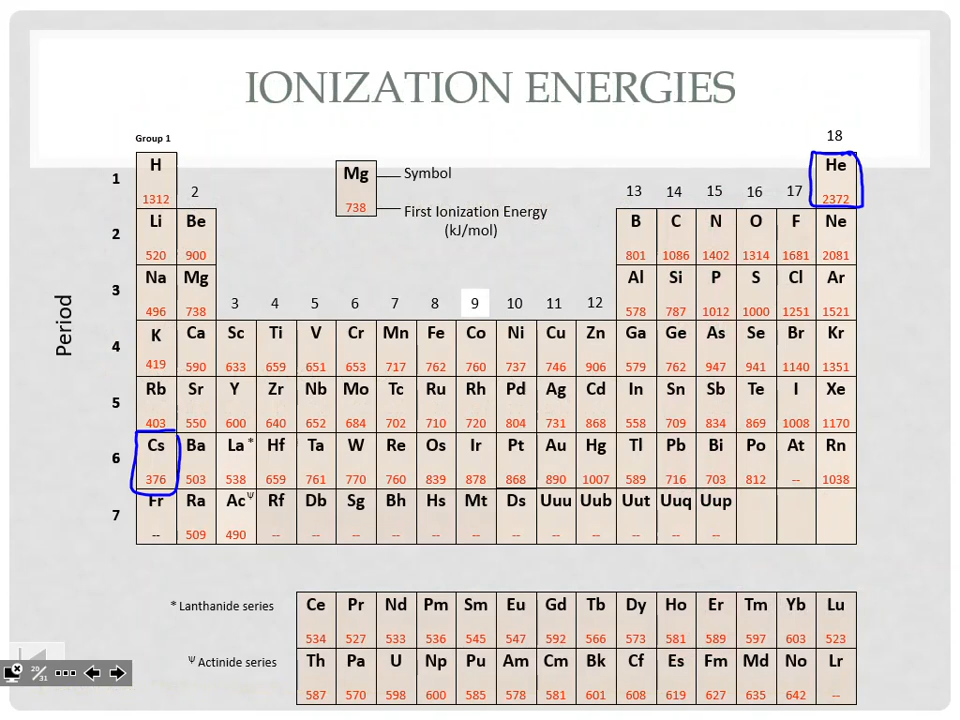 IONIZATION ENERGIES
Group 1 18
1 H Mg Symbol He
2 13 14 15 16 17
1312 738 First Ionization Energy 2372
(kJ/mol)
2 Li Be B C N O F Ne
520 900 801 1086 1402 1314 1681 2081
Period
3 Na Mg Al Si P S Cl Ar
3 4 5 6 7 8 9 10 11 12
496 738 578 787 1012 1000 1251 1521
4 K Ca Sc Ti V Cr Mn Fe Co Ni Cu Zn Ga Ge As Se Br Kr
419 590 633 659 651 653 717 762 760 737 746 906 579 762 947 941 1140 1351
5 Rb Sr Y Zr Nb Mo Tc Ru Rh Pd Ag Cd In Sn Sb Te I Xe
403 550 600 640 652 684 702 710 720 804 731 868 558 709 834 869 1008 1170
6 Cs Ba La* Hf Ta W Re Os Ir Pt Au Hg Tl Pb Bi Po At Rn
376 503 538 659 761 770 760 839 878 868 890 1007 589 716 703 812 -- 1038
7 Fr Ra Acψ Rf Db Sg Bh Hs Mt Ds Uuu Uub Uut Uuq Uup
-- 509 490 -- -- -- -- -- -- -- -- -- -- -- --
* Lanthanide series Ce Pr Nd Pm Sm Eu Gd Tb Dy Ho Er Tm Yb Lu
534 527 533 536 545 547 592 566 573 581 589 597 603 523
ψ Actinide series Th Pa U Np Pu Am Cm Bk Cf Es Fm Md No Lr
587 570 598 600 585 578 581 601 608 619 627 635 642 --
20/31